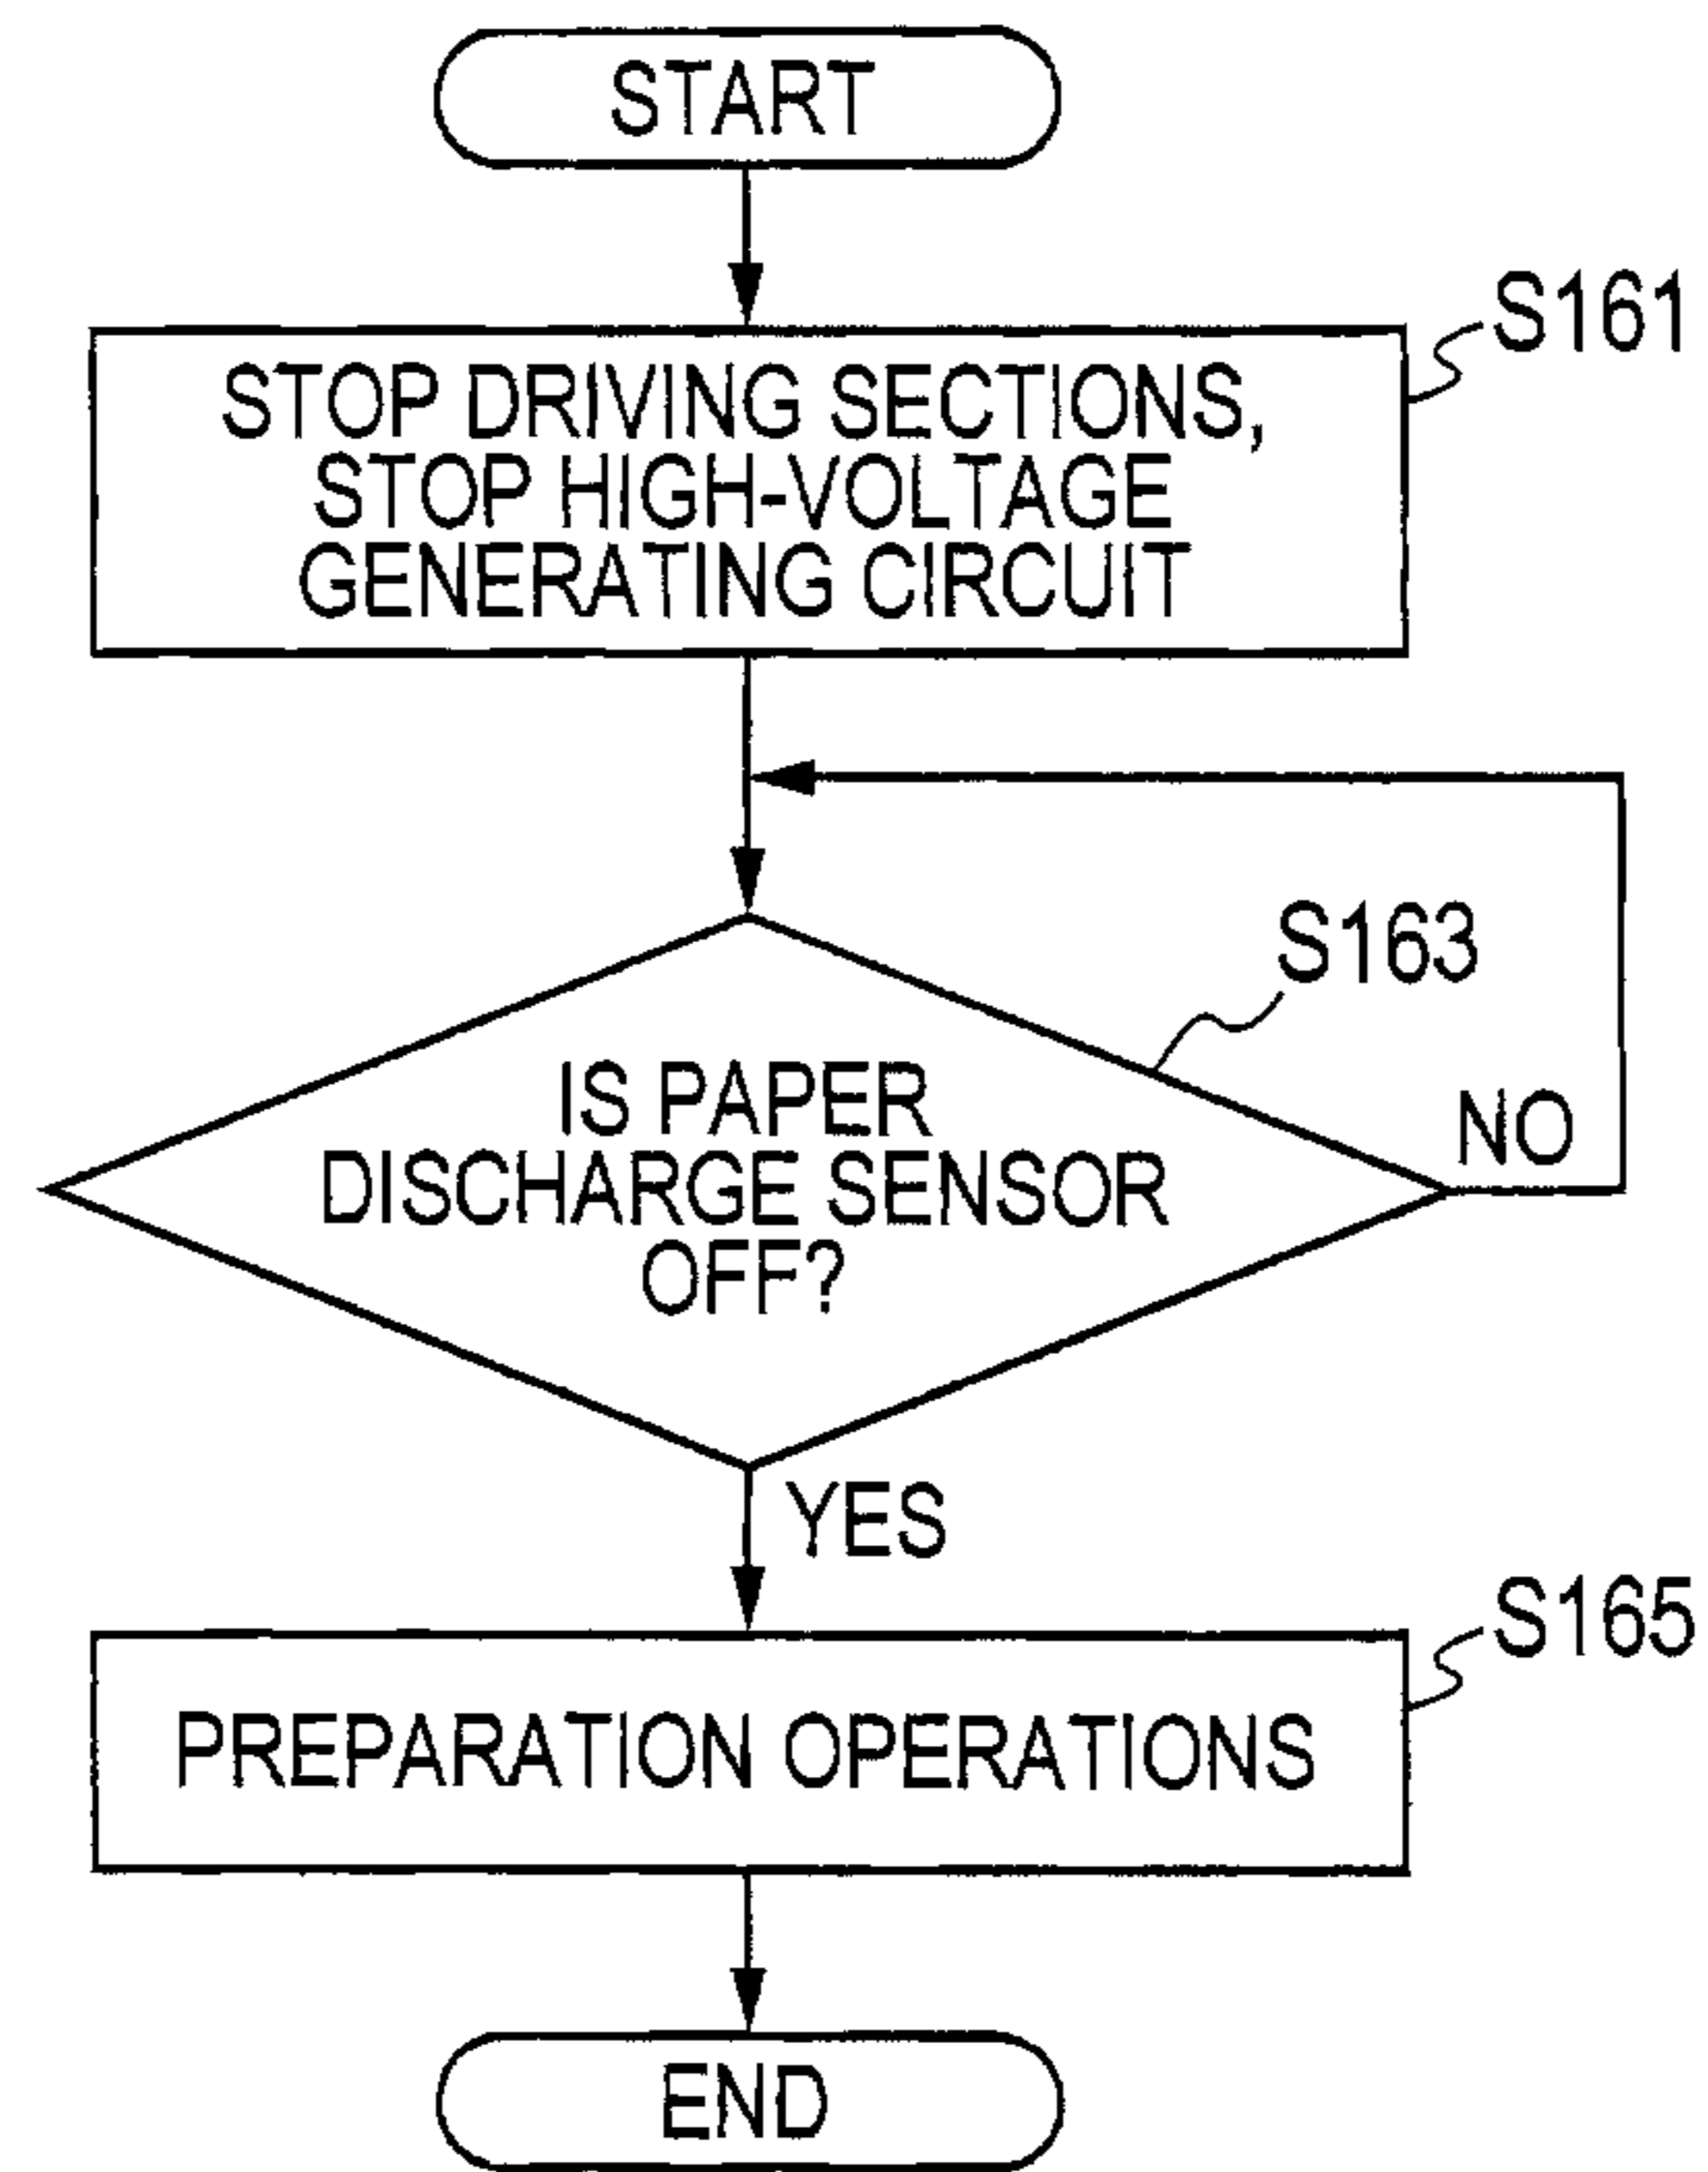 START
S161
STOP DRIVING SECTIONS,
STOP HIGH-VOLTAGE
GENERATING CIRCUIT
S163
IS PAPER
DISCHARGE SENSOR
OFF?
NO
YES
S165
PREPARATION OPERATIONS
END